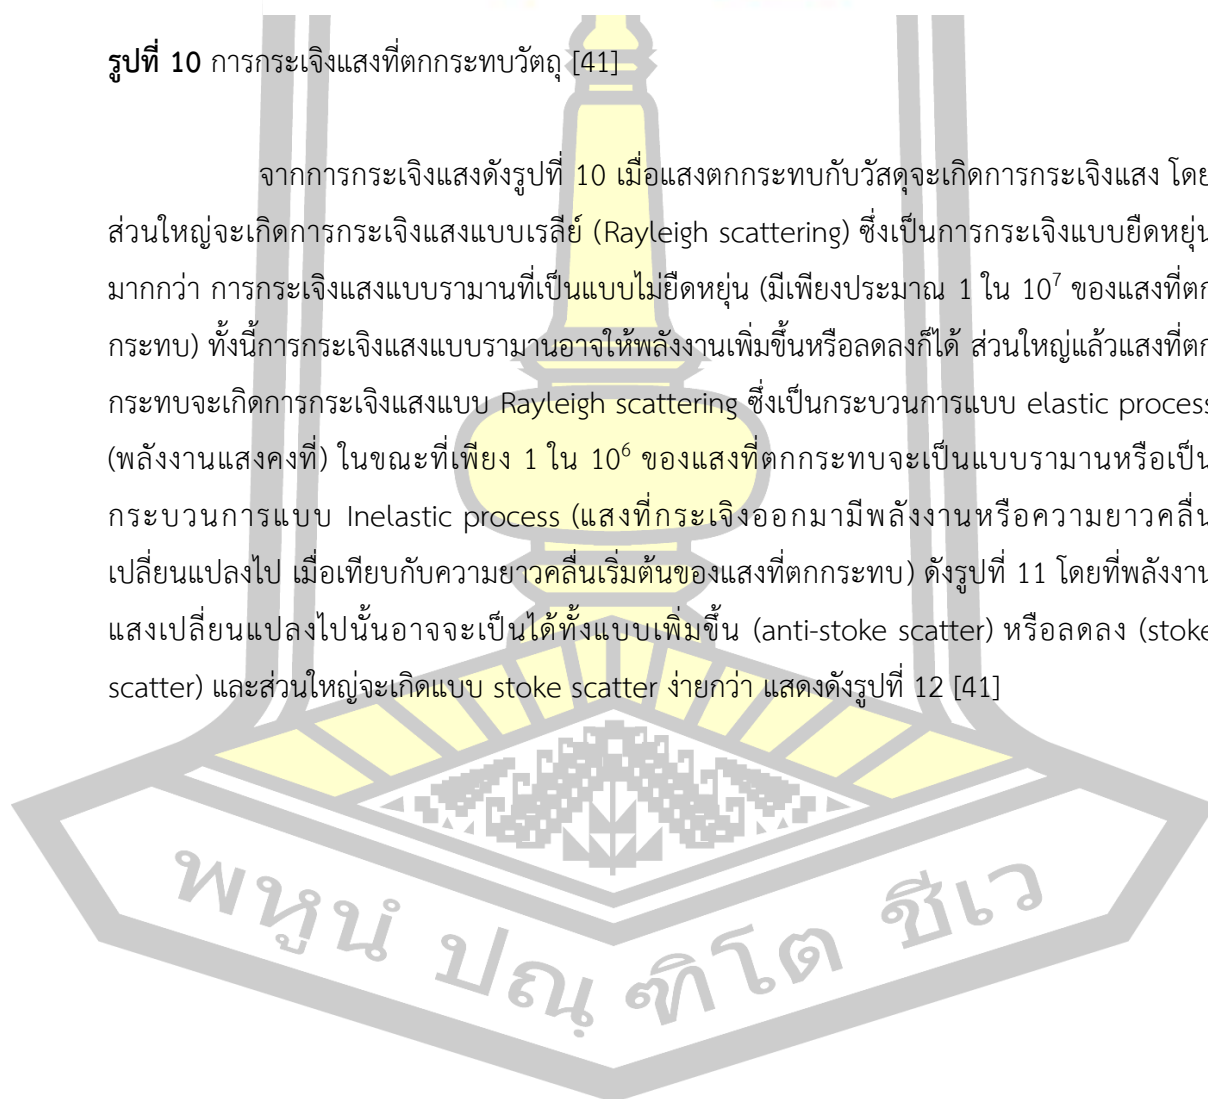 รูปที่ 10 การกระเจิงแสงที่ตกกระทบวัตถุ [41]
จากการกระเจิงแสงดังรูปที่ 10 เมื่อแสงตกกระทบกับวัสดุจะเกิดการกระเจิงแสง โดย
ส่วนใหญ่จะเกิดการกระเจิงแสงแบบเรลีย์ (Rayleigh scattering) ซึ่งเป็นการกระเจิงแบบยืดหยุ่น
มากกว่า การกระเจิงแสงแบบรามานที่เป็นแบบไม่ยืดหยุ่น (มีเพียงประมาณ 1 ใน 10⁷ ของแสงที่ตก
กระทบ) ทั้งนี้การกระเจิงแสงแบบรามานอาจให้พลังงานเพิ่มขึ้นหรือลดลงก็ได้ ส่วนใหญ่แล้วแสงที่ตก
กระทบจะเกิดการกระเจิงแสงแบบ Rayleigh scattering ซึ่งเป็นกระบวนการแบบ elastic process
(พลังงานแสงคงที่) ในขณะที่เพียง 1 ใน 10⁶ ของแสงที่ตกกระทบจะเป็นแบบรามานหรือเป็น
กระบวนการแบบ Inelastic process (แสงที่กระเจิงออกมามีพลังงานหรือความยาวคลื่น
เปลี่ยนแปลงไป เมื่อเทียบกับความยาวคลื่นเริ่มต้นของแสงที่ตกกระทบ) ดังรูปที่ 11 โดยที่พลังงาน
แสงเปลี่ยนแปลงไปนั้นอาจจะเป็นได้ทั้งแบบเพิ่มขึ้น (anti-stoke scatter) หรือลดลง (stoke
scatter) และส่วนใหญ่จะเกิดแบบ stoke scatter ง่ายกว่า แสดงดังรูปที่ 12 [41]
พหูนํ ปณฺ ฑิโต ชีเว